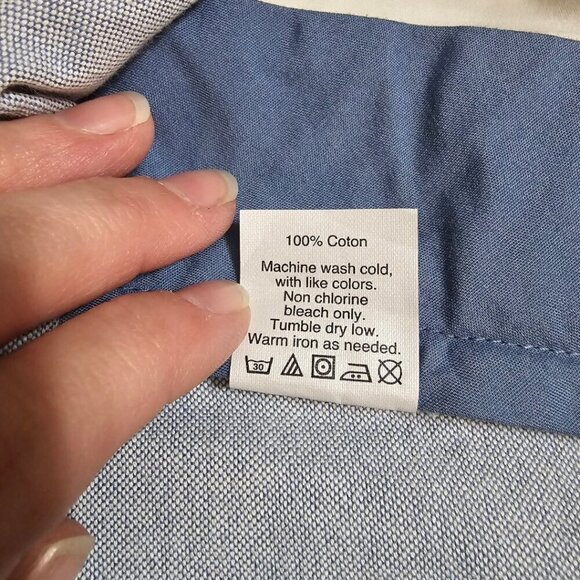 100% Coton
Machine wash cold,
with like colors.
Non chlorine
bleach only.
Tumble dry low.
Warm iron as needed.
30